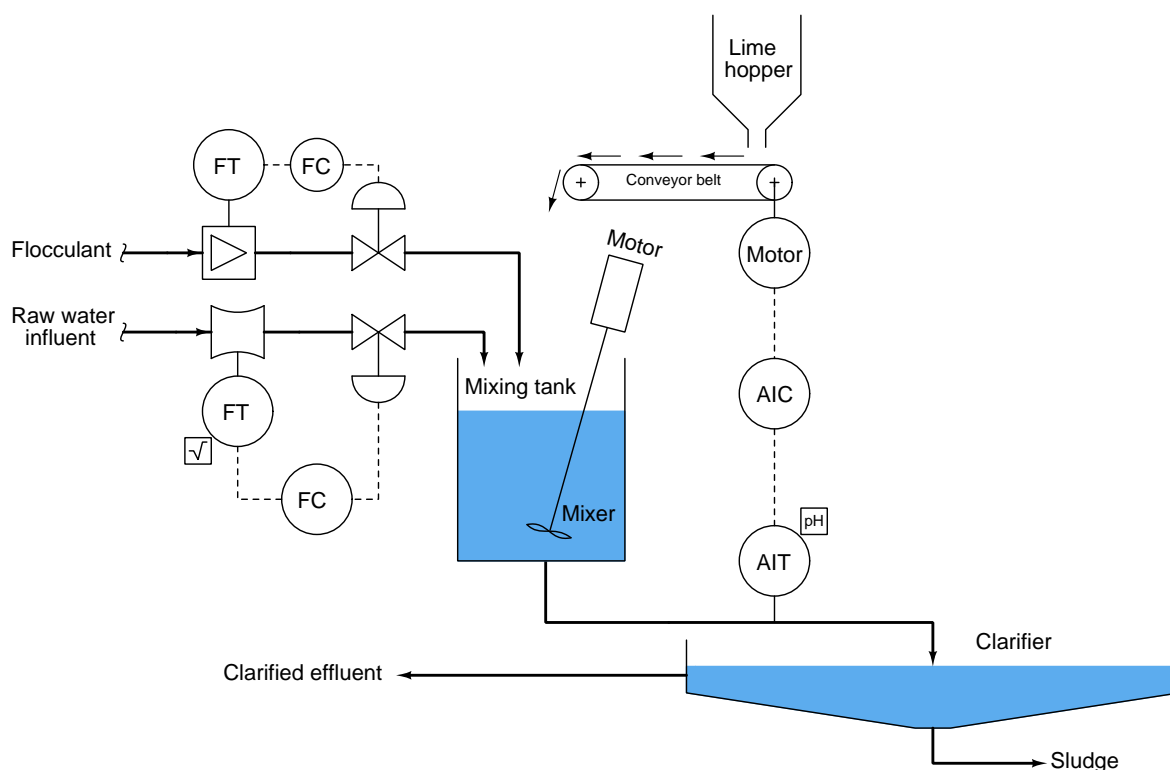 Lime
hopper
FT
FC
Conveyor belt
Flocculant
Motor
Motor
Raw water
influent
Mixing tank
FT
√
AIC
FC
Mixer
pH
AIT
Clarifier
Clarified effluent
Sludge